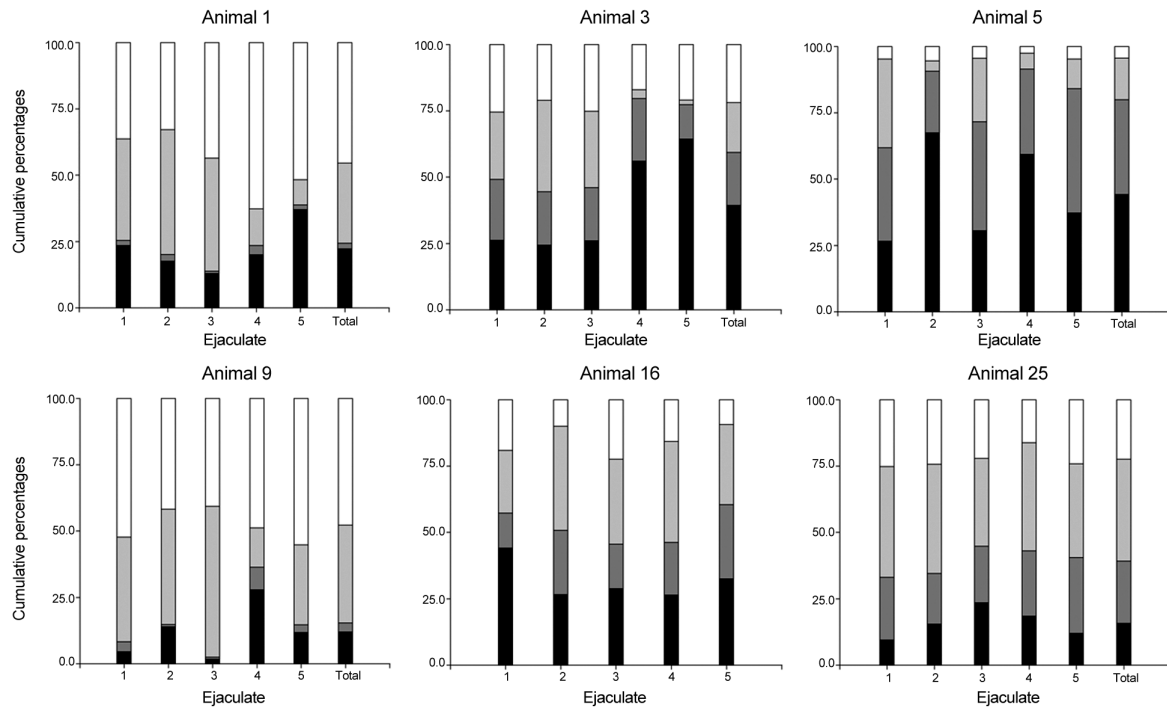 Animal 1
Animal 3
Animal 5
100.0
75.0
50.0
25.0
0.0
Cumulative percentages
1 2 3 4 5 Total
Ejaculate
100.0
75.0
50.0
25.0
0.0
1 2 3 4 5 Total
Ejaculate
100.0
75.0
50.0
25.0
0.0
1 2 3 4 5 Total
Ejaculate
Animal 9
Animal 16
Animal 25
100.0
75.0
50.0
25.0
0.0
Cumulative percentages
1 2 3 4 5 Total
Ejaculate
100.0
75.0
50.0
25.0
0.0
1 2 3 4 5
Ejaculate
100.0
75.0
50.0
25.0
0.0
1 2 3 4 5 Total
Ejaculate